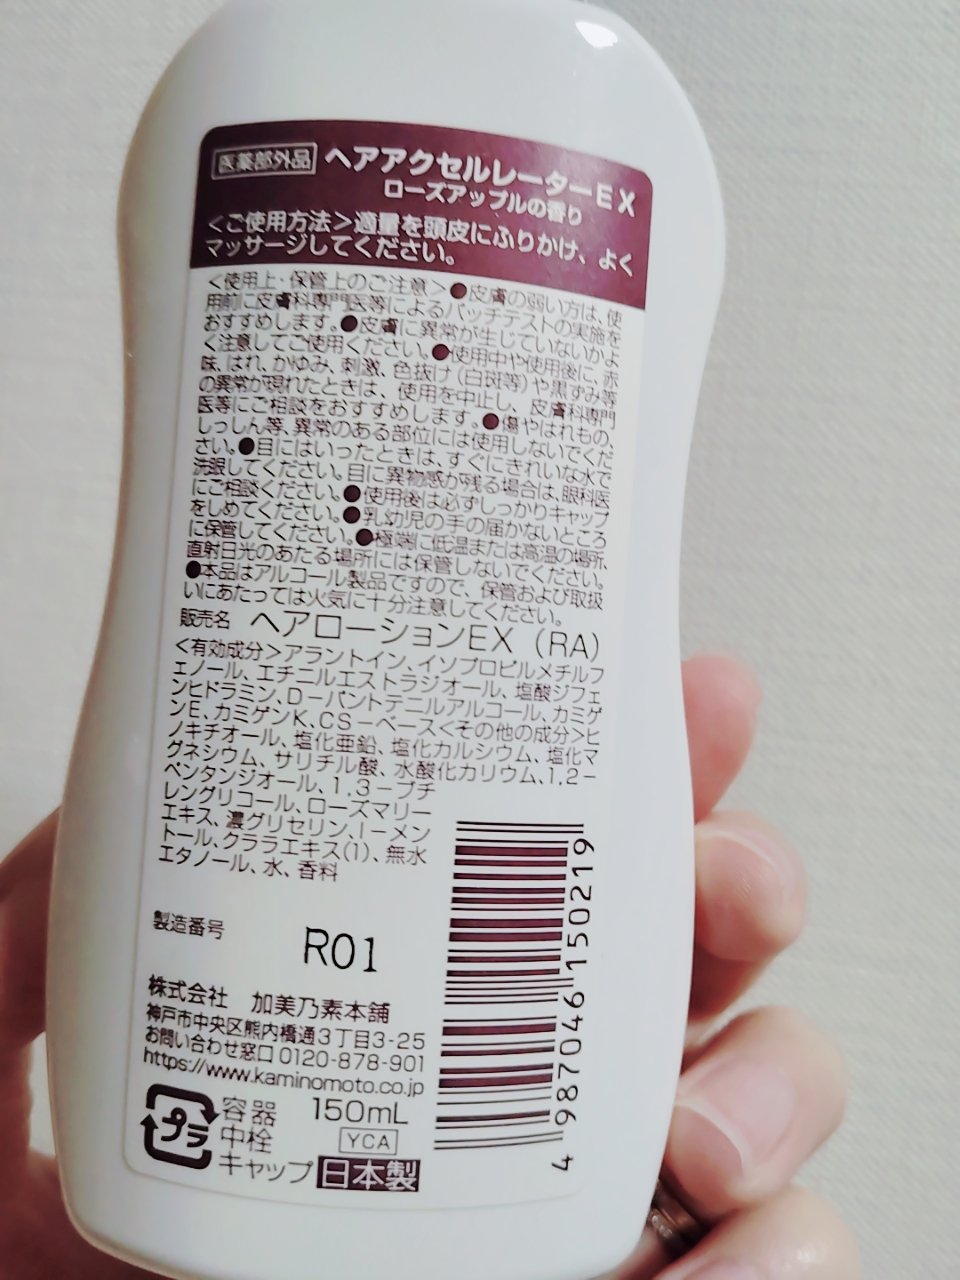 医薬部外品 ヘアアクセルレーターEX
ローズアップルの香り
＜ご使用方法＞適量を頭皮にふりかけ、よく
マッサージしてください。
＜使用上・保管上のご注意＞●皮膚の弱い方は、使
用前に皮膚科専門医等によるパッチテストの実施を
おすすめします。●皮膚に異常が生じていないかよ
く注意してご使用ください。●使用中や使用後に、赤
味、はれ、かゆみ、刺激、色抜け（白斑等）や黒ずみ等
の異常が現れたときは、使用を中止し、皮膚科専門
医等にご相談をおすすめします。●傷やはれもの、
しっしん等、異常のある部位には使用しないでくだ
さい。●目にはいったときは、すぐにきれいな水で
洗眼してください。目に異物感が残る場合は、眼科医
にご相談ください。●使用後は必ずしっかりキャップ
をしめてください。●乳幼児の手の届かないところ
に保管してください。●極端に低温または高温の場所、
直射日光のあたる場所には保管しないでください。
●本品はアルコール製品ですので、保管および取扱
いにあたっては火気に十分注意してください。
販売名 ヘアローションEX（RA）
＜有効成分＞アラントイン、イソプロピルメチルフ
ェノール、エチニルエストラジオール、塩酸ジフェ
ンヒドラミン、D－パントテニルアルコール、カミゲ
ンE、カミゲンK、CS－ベース＜その他の成分＞ヒ
ノキチオール、塩化亜鉛、塩化カルシウム、塩化マ
グネシウム、サリチル酸、水酸化カリウム、1，2－
ペンタンジオール、1，3－ブチ
レングリコール、ローズマリー
エキス、濃グリセリン、l－メン
トール、クララエキス(1)、無水
エタノール、水、香料
製造番号 R01
株式会社 加美乃素本舗
神戸市中央区熊内橋通3丁目3-25
お問い合わせ窓口 0120-878-901
https://www.kaminomoto.co.jp
プラ 容器 150mL
中栓 YCA
キャップ 日本製
4 987046 150219